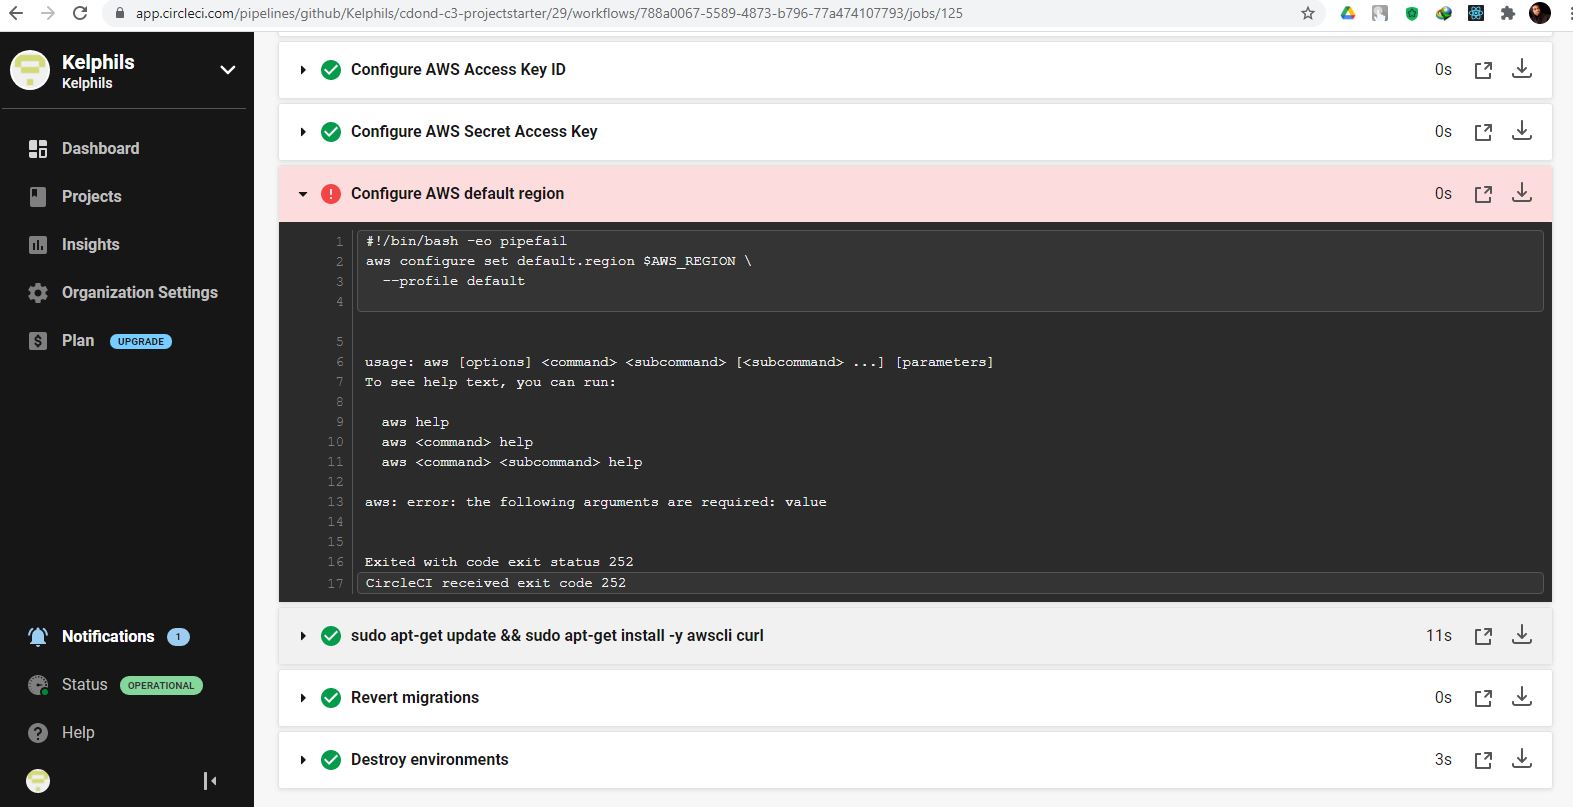 app.circleci.com/pipelines/github/Kelphils/cdond-c3-projectstarter/29/workflows/788a0067-5589-4873-b796-77a474107793/jobs/125
Kelphils
Kelphils
Dashboard
Projects
Insights
Organization Settings
Plan UPGRADE
Notifications 1
Status OPERATIONAL
Help
Configure AWS Access Key ID 0s
Configure AWS Secret Access Key 0s
Configure AWS default region 0s
1 #!/bin/bash -eo pipefail
2 aws configure set default.region $AWS_REGION \
3 --profile default
4
5
6 usage: aws [options] <command> <subcommand> [<subcommand> ...] [parameters]
7 To see help text, you can run:
8
9 aws help
10 aws <command> help
11 aws <command> <subcommand> help
12
13 aws: error: the following arguments are required: value
14
15
16 Exited with code exit status 252
17 CircleCI received exit code 252
sudo apt-get update && sudo apt-get install -y awscli curl 11s
Revert migrations 0s
Destroy environments 3s